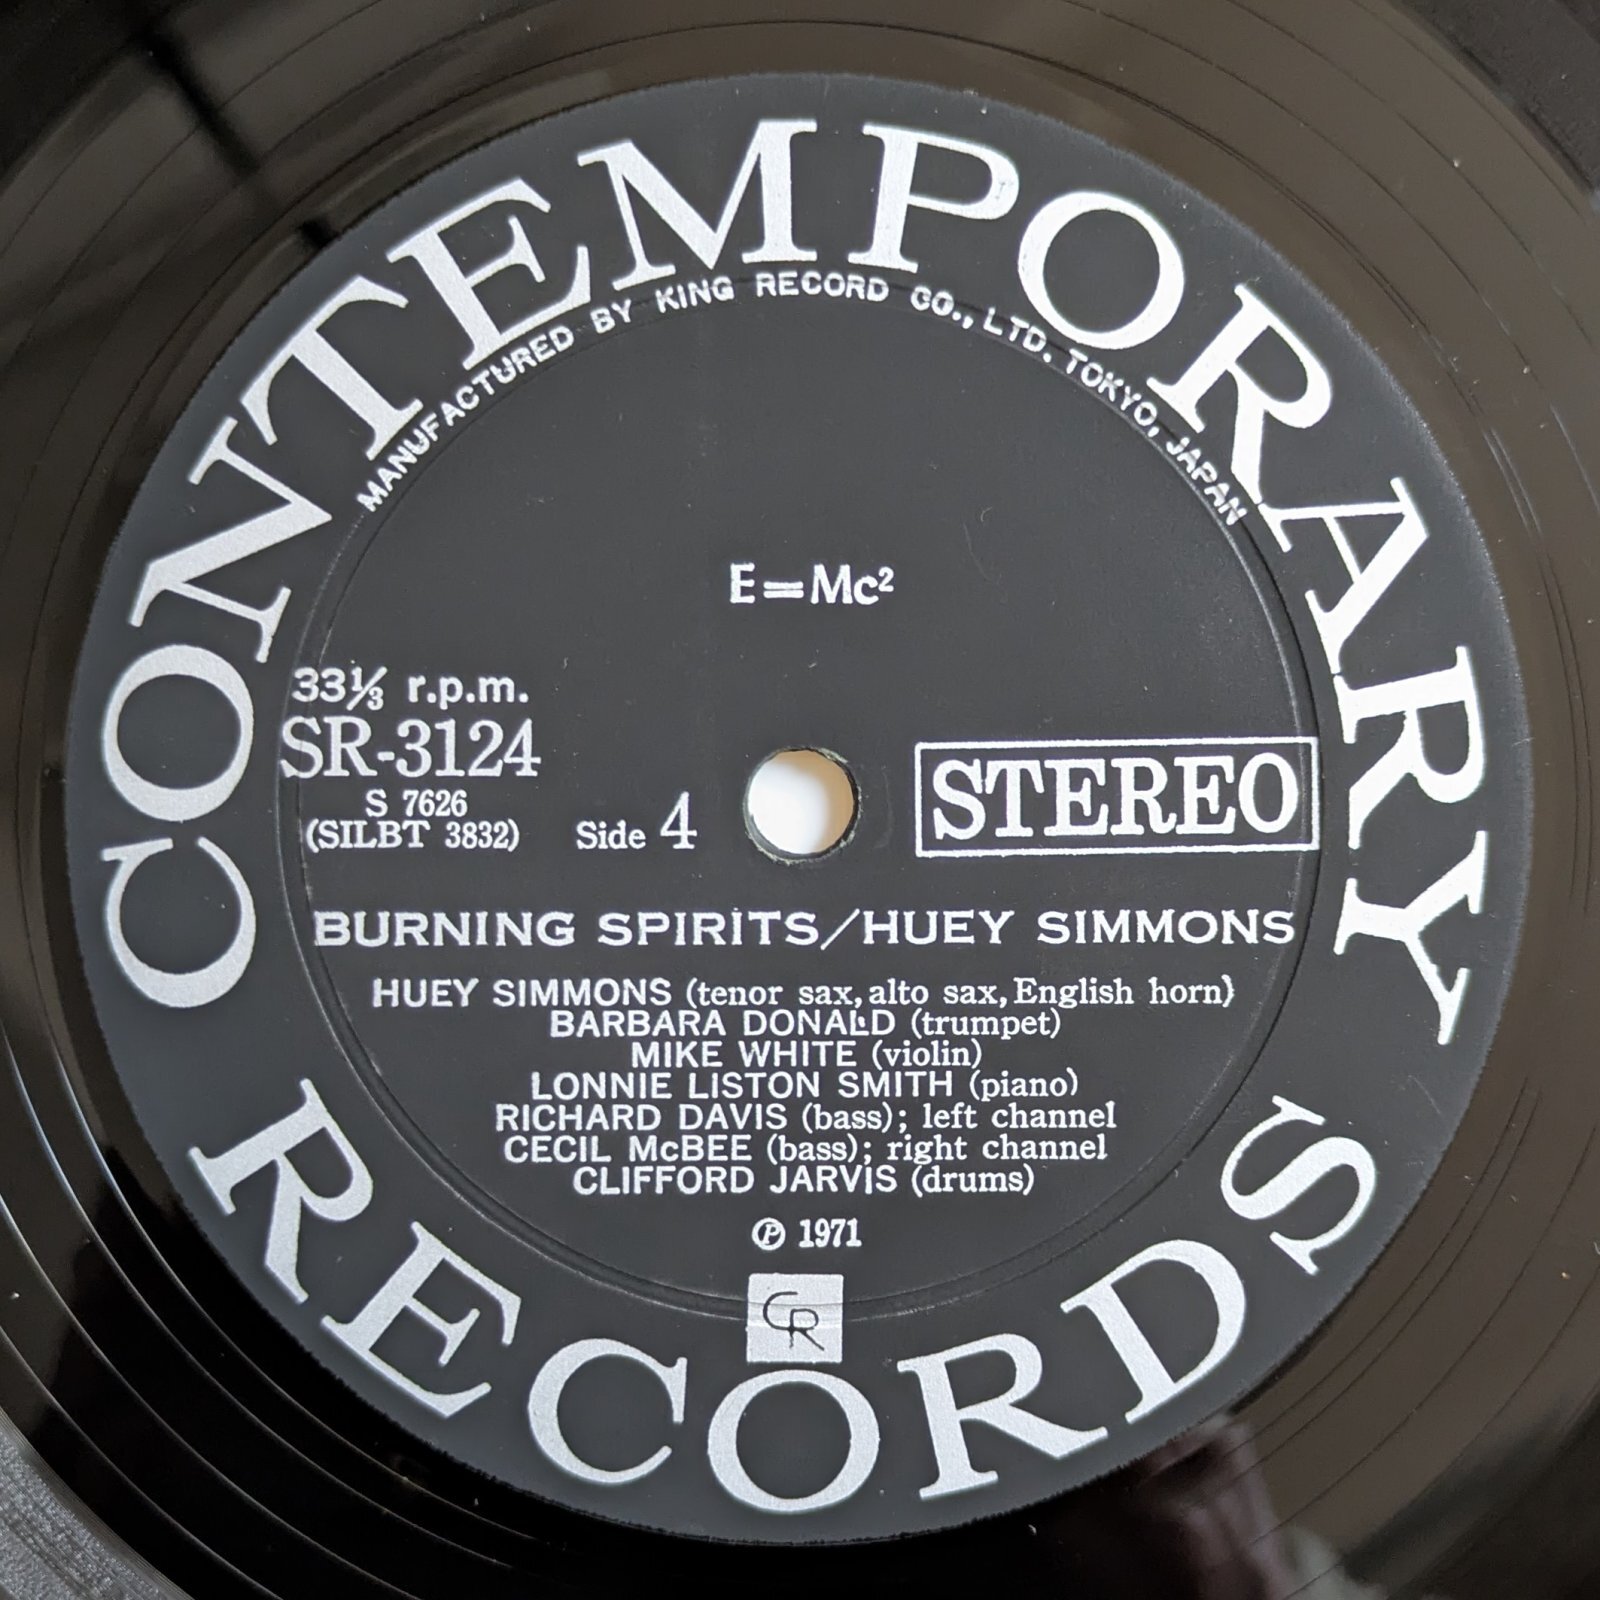 CONTEMPORARY
MANUFACTURED BY KING RECORD CO., LTD. TOKYO, JAPAN
E=Mc²
33⅓ r.p.m.
SR-3124
S 7626
(SILBT 3832)
Side 4
STEREO
BURNING SPIRITS/HUEY SIMMONS
HUEY SIMMONS (tenor sax, alto sax, English horn)
BARBARA DONALD (trumpet)
MIKE WHITE (violin)
LONNIE LISTON SMITH (piano)
RICHARD DAVIS (bass); left channel
CECIL McBEE (bass); right channel
CLIFFORD JARVIS (drums)
℗ 1971
CR
RECORDS